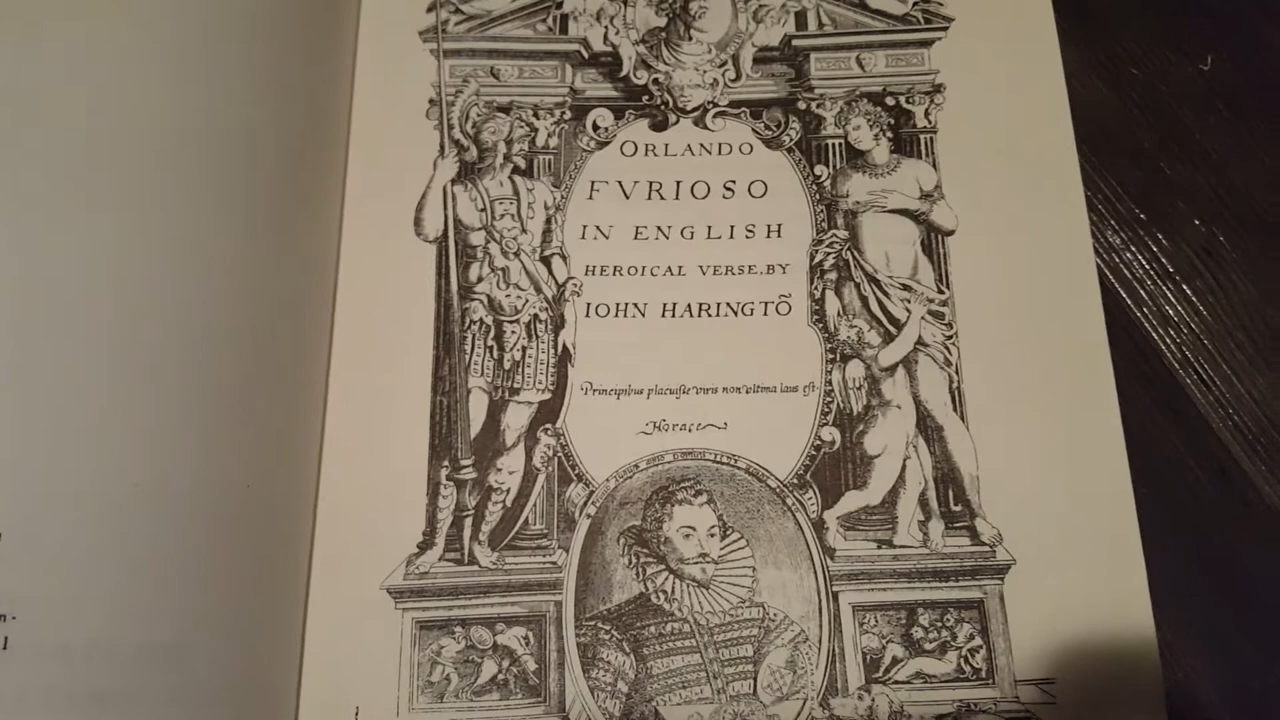 ORLANDO
FVRIOSO
IN ENGLISH
HEROICAL VERSE, BY
IOHN HARINGTÕ
Principibus placuiſse viris non vltima laus eſt.
Horace
n-
l